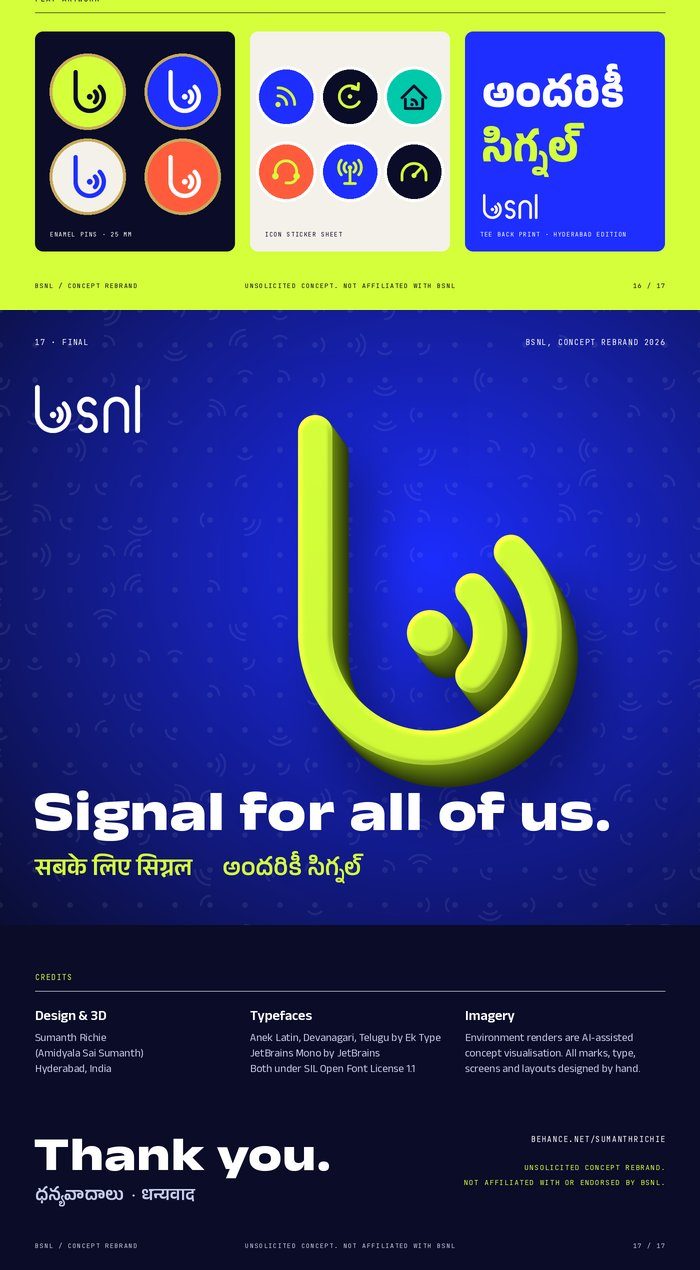 అందరికీ
సిగ్నల్
bsnl
ENAMEL PINS · 25 MM
ICON STICKER SHEET
TEE BACK PRINT · HYDERABAD EDITION
BSNL / CONCEPT REBRAND
UNSOLICITED CONCEPT. NOT AFFILIATED WITH BSNL
16 / 17
17 · FINAL
BSNL, CONCEPT REBRAND 2026
bsnl
Signal for all of us.
सबके लिए सिग्नल అందరికీ సిగ్నల్
CREDITS
Design & 3D
Sumanth Richie
(Amidyala Sai Sumanth)
Hyderabad, India
Typefaces
Anek Latin, Devanagari, Telugu by Ek Type
JetBrains Mono by JetBrains
Both under SIL Open Font License 1.1
Imagery
Environment renders are AI-assisted
concept visualisation. All marks, type,
screens and layouts designed by hand.
Thank you.
ధన్యవాదాలు · धन्यवाद
BEHANCE.NET/SUMANTHRICHIE
UNSOLICITED CONCEPT REBRAND.
NOT AFFILIATED WITH OR ENDORSED BY BSNL.
BSNL / CONCEPT REBRAND
UNSOLICITED CONCEPT. NOT AFFILIATED WITH BSNL
17 / 17